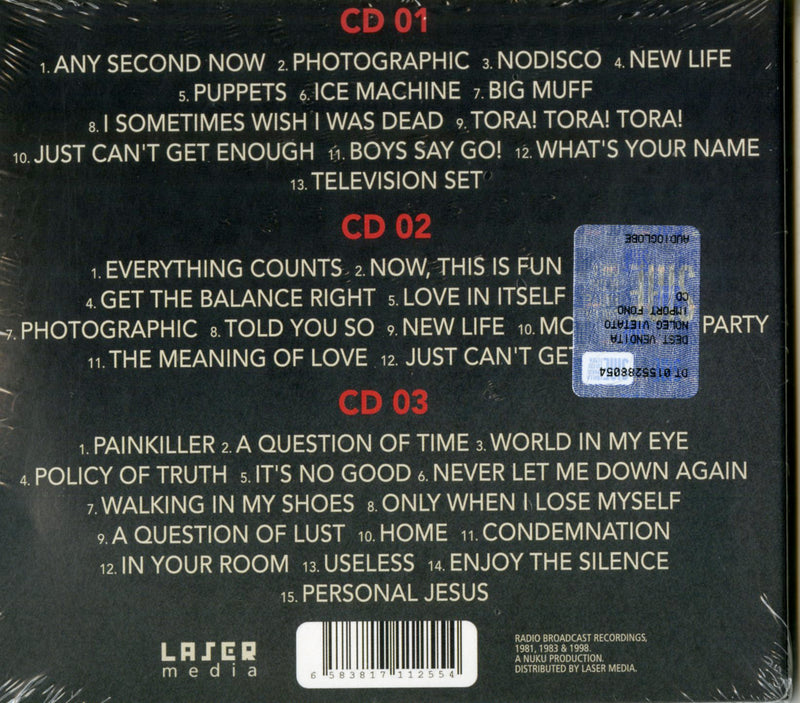 CD 01
1. ANY SECOND NOW 2. PHOTOGRAPHIC 3. NODISCO 4. NEW LIFE
5. PUPPETS 6. ICE MACHINE 7. BIG MUFF
8. I SOMETIMES WISH I WAS DEAD 9. TORA! TORA! TORA!
10. JUST CAN'T GET ENOUGH 11. BOYS SAY GO! 12. WHAT'S YOUR NAME
13. TELEVISION SET
CD 02
1. EVERYTHING COUNTS 2. NOW, THIS IS FUN
4. GET THE BALANCE RIGHT 5. LOVE IN ITSELF
7. PHOTOGRAPHIC 8. TOLD YOU SO 9. NEW LIFE 10. MO PARTY
11. THE MEANING OF LOVE 12. JUST CAN'T GET
DT 01555288054
DEST VENDITA
NOLEG VIETATO
IMPORT FONO
CD
AUDIOGLOBE
CD 03
1. PAINKILLER 2. A QUESTION OF TIME 3. WORLD IN MY EYE
4. POLICY OF TRUTH 5. IT'S NO GOOD 6. NEVER LET ME DOWN AGAIN
7. WALKING IN MY SHOES 8. ONLY WHEN I LOSE MYSELF
9. A QUESTION OF LUST 10. HOME 11. CONDEMNATION
12. IN YOUR ROOM 13. USELESS 14. ENJOY THE SILENCE
15. PERSONAL JESUS
LASER
media
6 583817 112554
RADIO BROADCAST RECORDINGS,
1981, 1983 & 1998.
A NUKU PRODUCTION.
DISTRIBUTED BY LASER MEDIA.